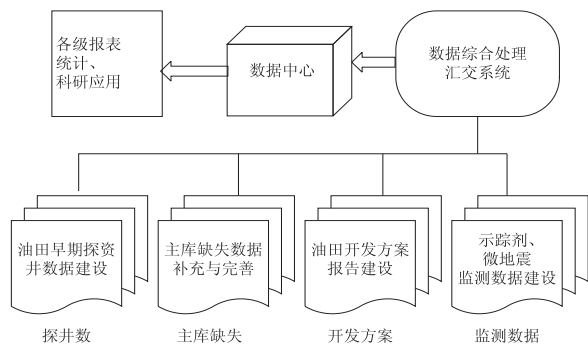 各级报表
统计、
科研应用
数据中心
数据综合处理
汇交系统
油田早期探资
井数据建设
主库缺失数据
补充与完善
油田开发方案
报告建设
示踪剂、
微地震
监测数据建设
探井数
主库缺失
开发方案
监测数据